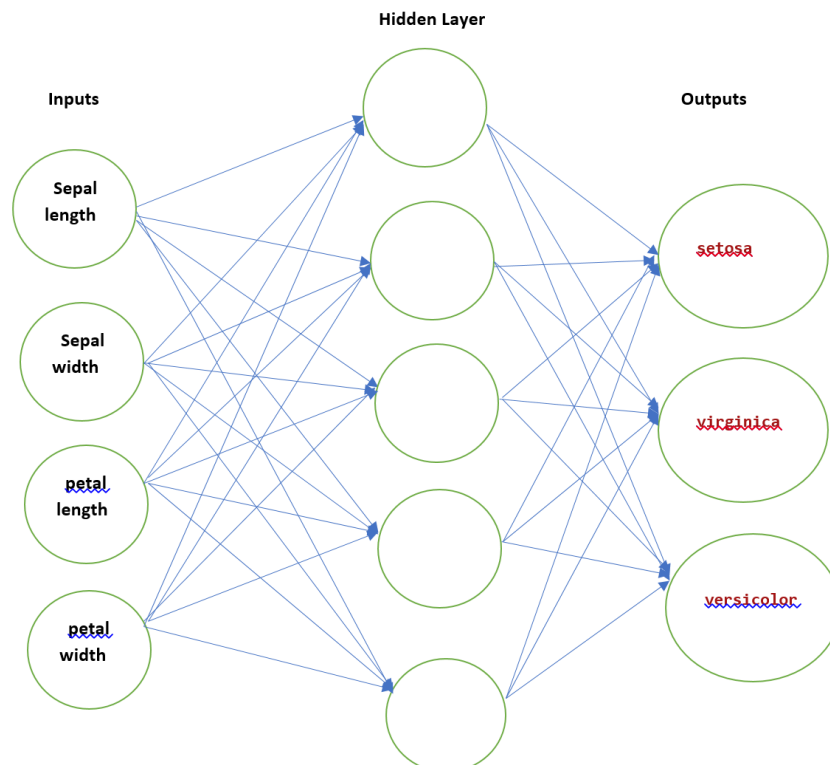 Hidden Layer
Inputs
Outputs
Sepal
length
setosa
Sepal
width
virginica
petal
length
versicolor
petal
width